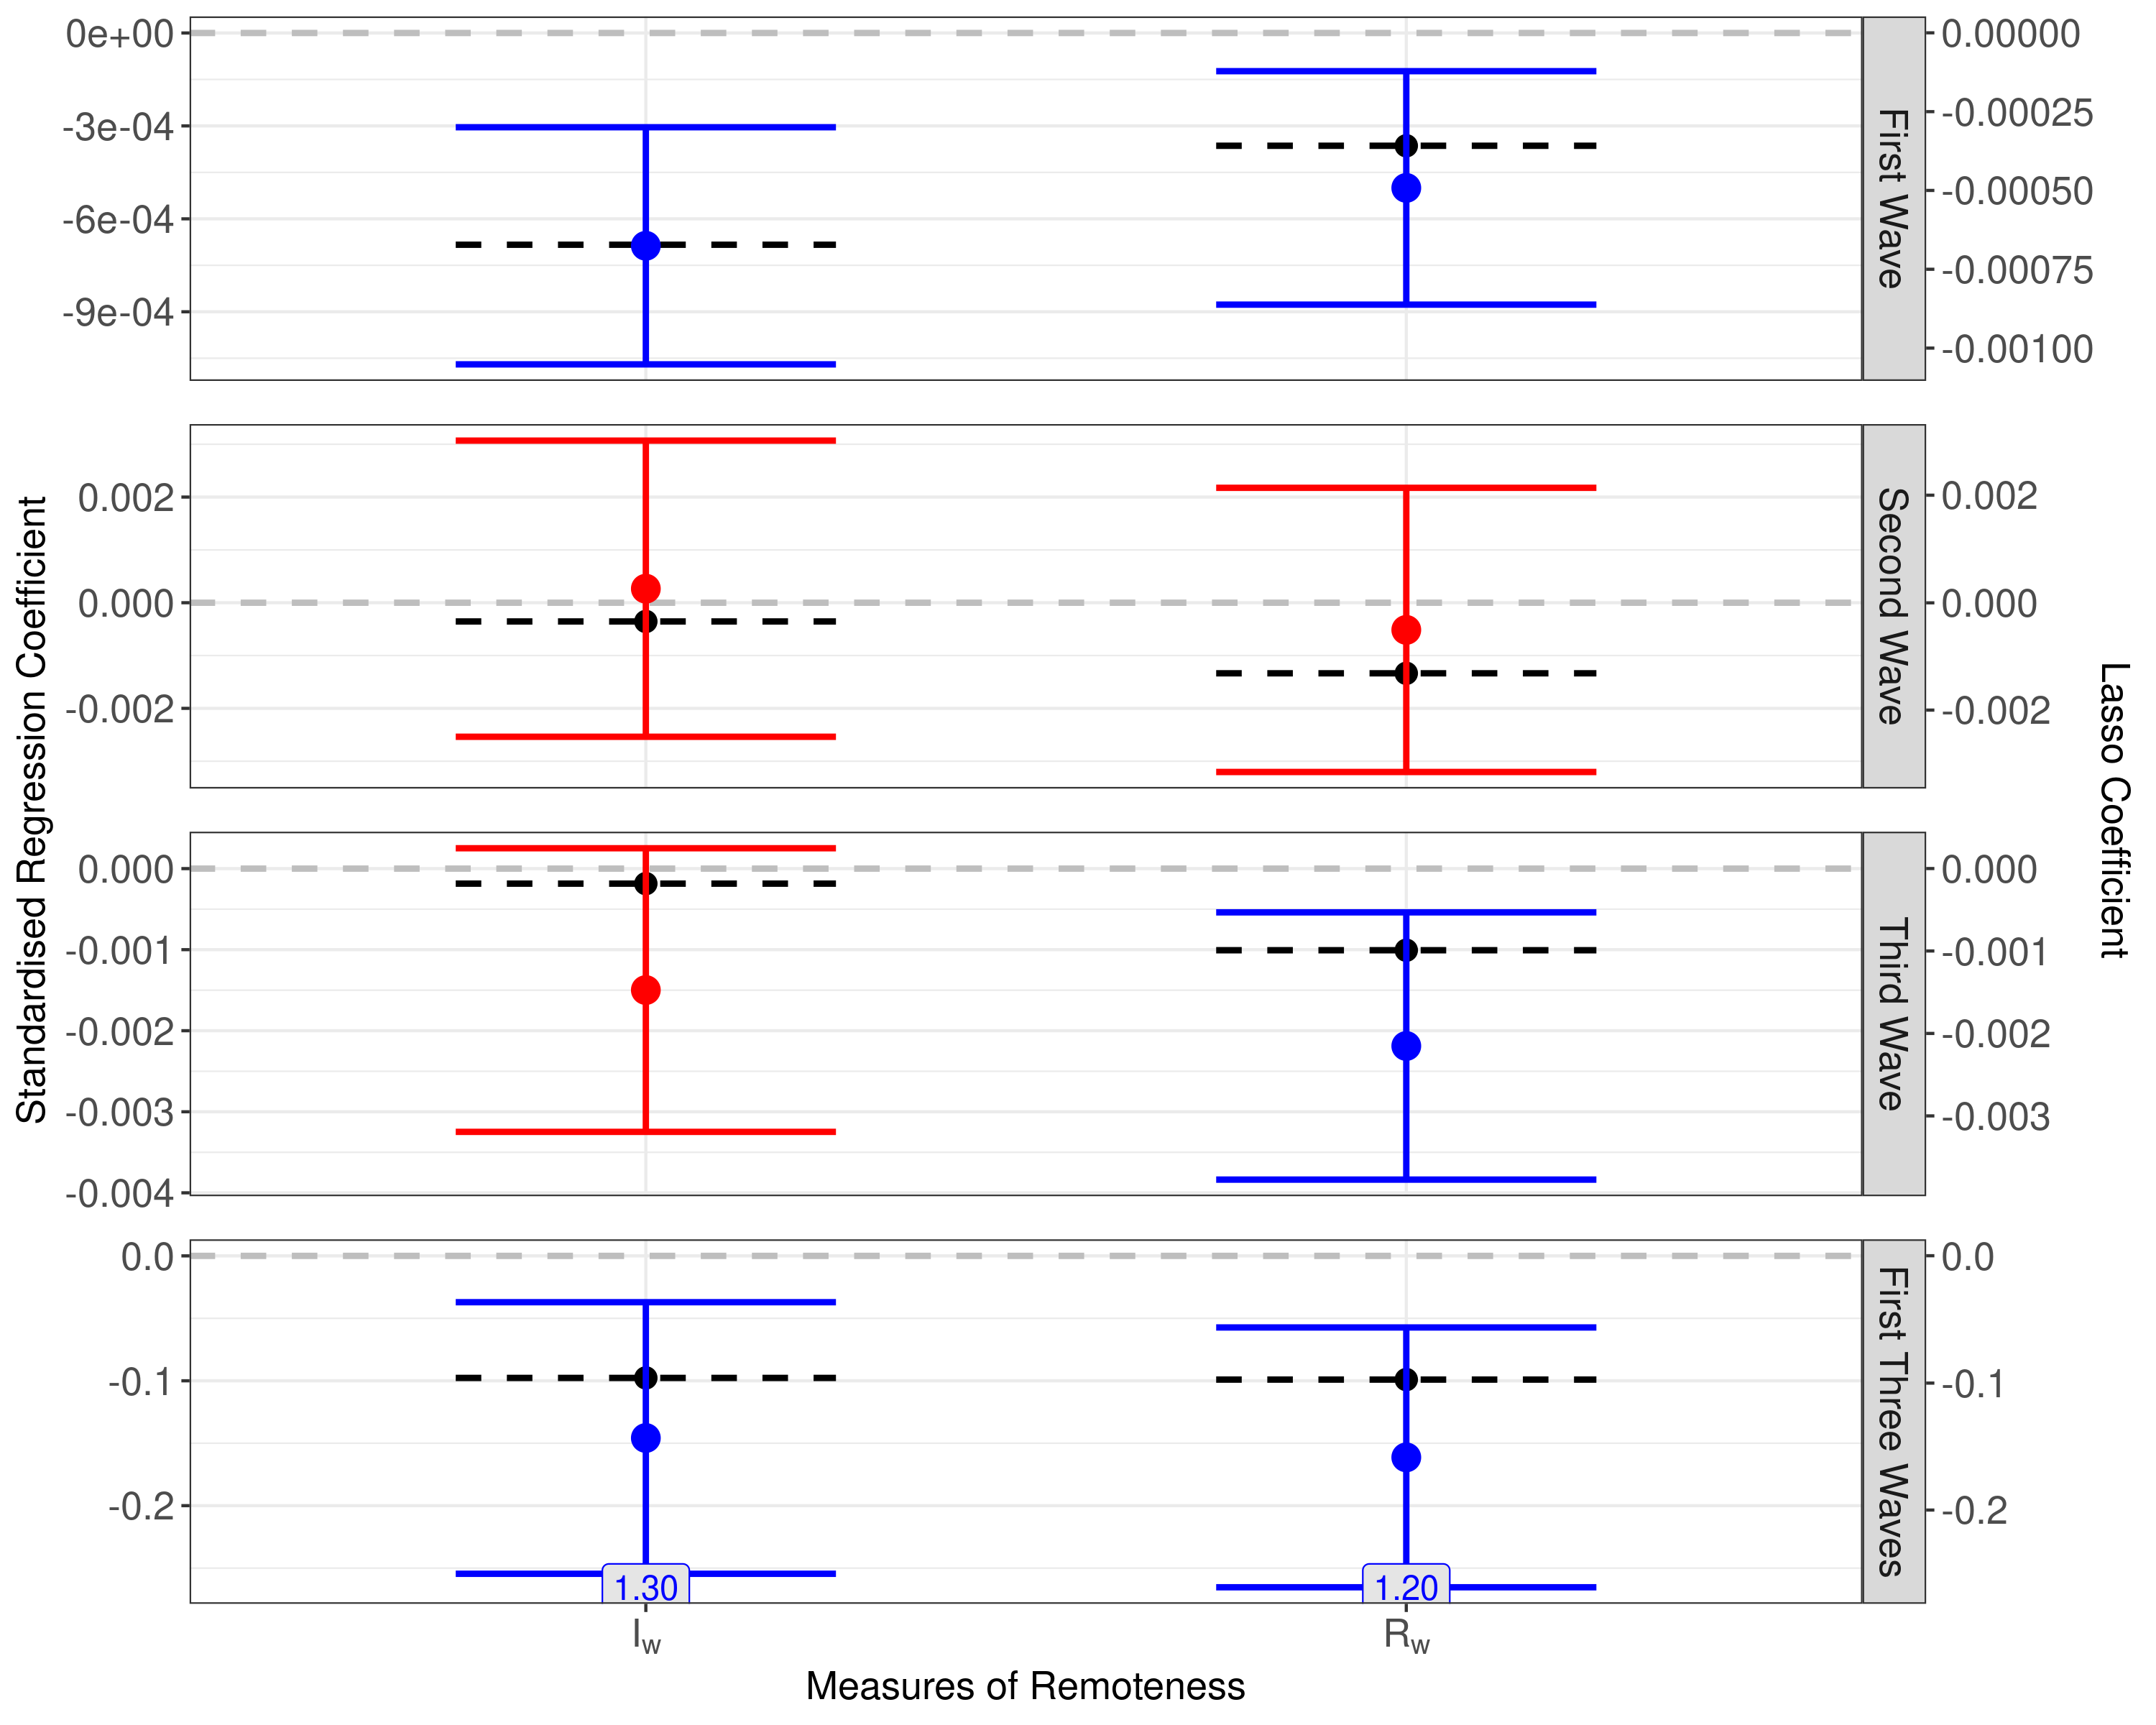 Standardised Regression Coefficient
0e+00
-3e-04
-6e-04
-9e-04
First Wave
0.00000
-0.00025
-0.00050
-0.00075
-0.00100
0.002
0.000
-0.002
Second Wave
0.002
0.000
-0.002
0.000
-0.001
-0.002
-0.003
-0.004
Third Wave
0.000
-0.001
-0.002
-0.003
0.0
-0.1
-0.2
1.30
1.20
First Three Waves
0.0
-0.1
-0.2
Lasso Coefficient
I_w
R_w
Measures of Remoteness